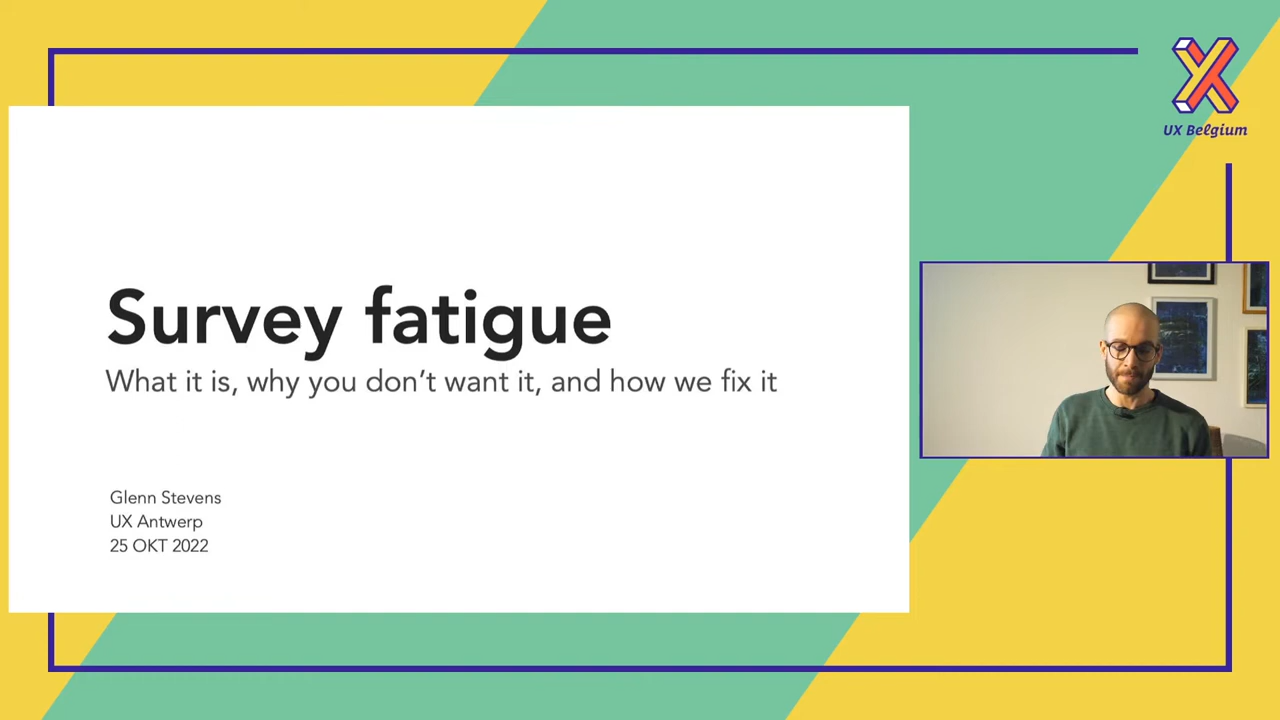 UX Belgium
Survey fatigue
What it is, why you don't want it, and how we fix it
Glenn Stevens
UX Antwerp
25 OKT 2022